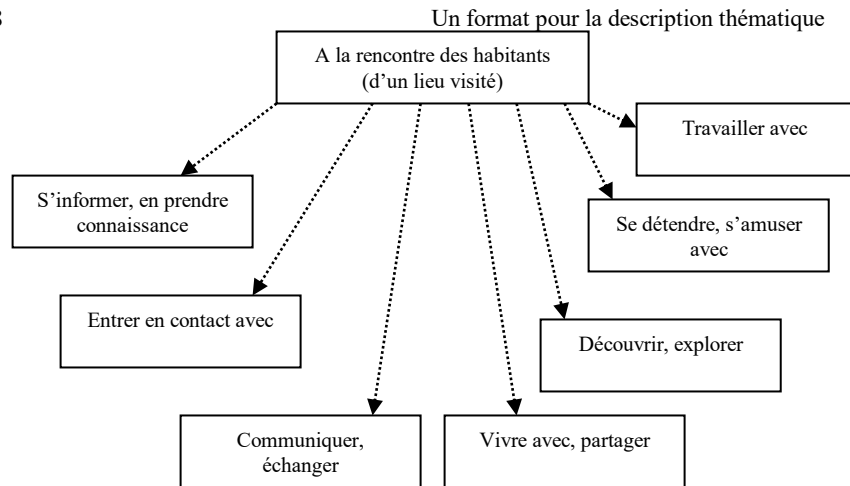 8
Un format pour la description thématique
A la rencontre des habitants
(d'un lieu visité)
Travailler avec
S'informer, en prendre
connaissance
Se détendre, s'amuser
avec
Entrer en contact avec
Découvrir, explorer
Communiquer,
échanger
Vivre avec, partager